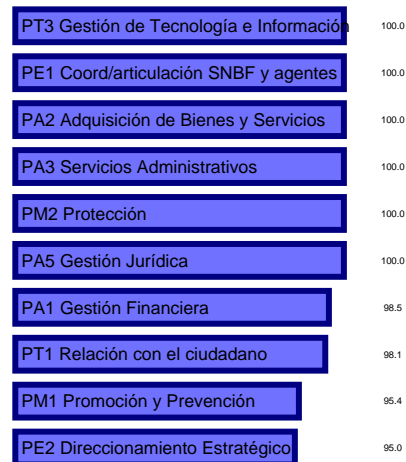 PT3 Gestión de Tecnología e Información 100.0
PE1 Coord/articulación SNBF y agentes 100.0
PA2 Adquisición de Bienes y Servicios 100.0
PA3 Servicios Administrativos 100.0
PM2 Protección 100.0
PA5 Gestión Jurídica 100.0
PA1 Gestión Financiera 98.5
PT1 Relación con el ciudadano 98.1
PM1 Promoción y Prevención 95.4
PE2 Direccionamiento Estratégico 95.0